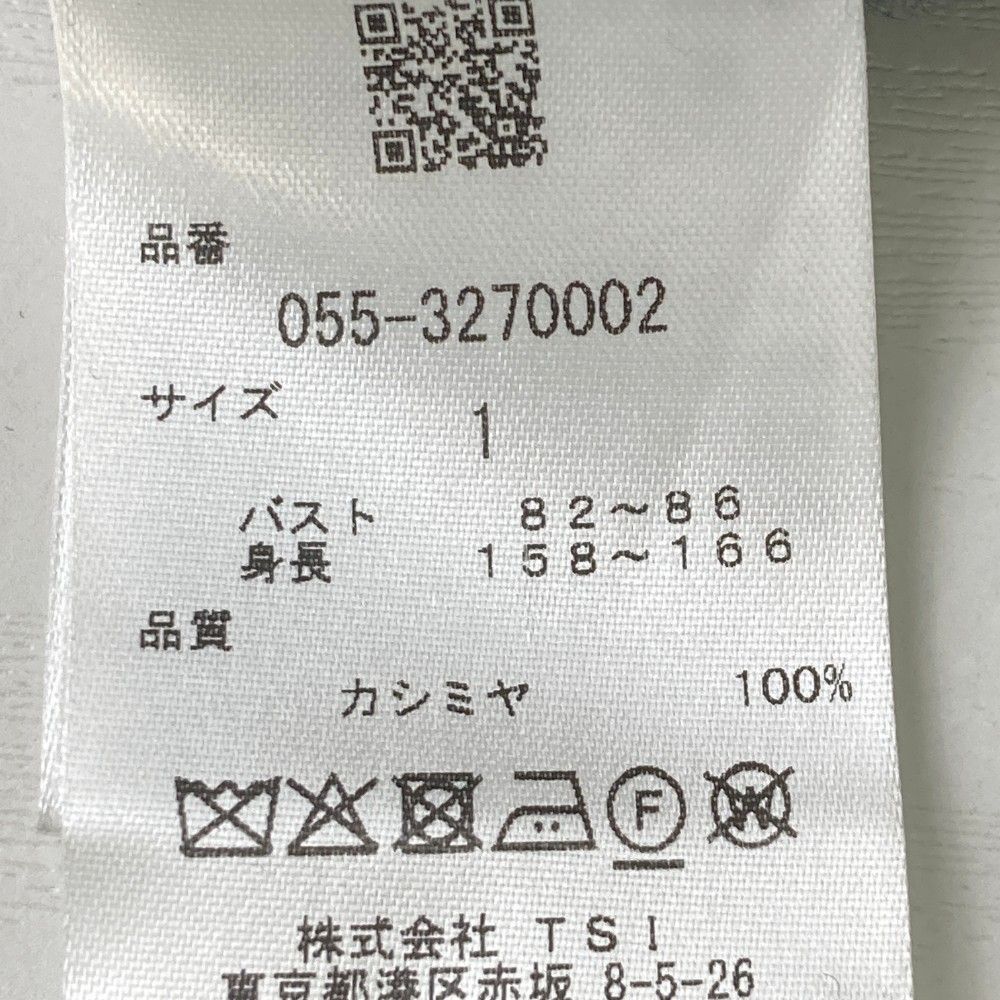 品番
055-3270002
サイズ 1
バスト 82～86
身長 158～166
品質
カシミヤ 100%
F
W
株式会社 TSI
東京都港区赤坂 8-5-26